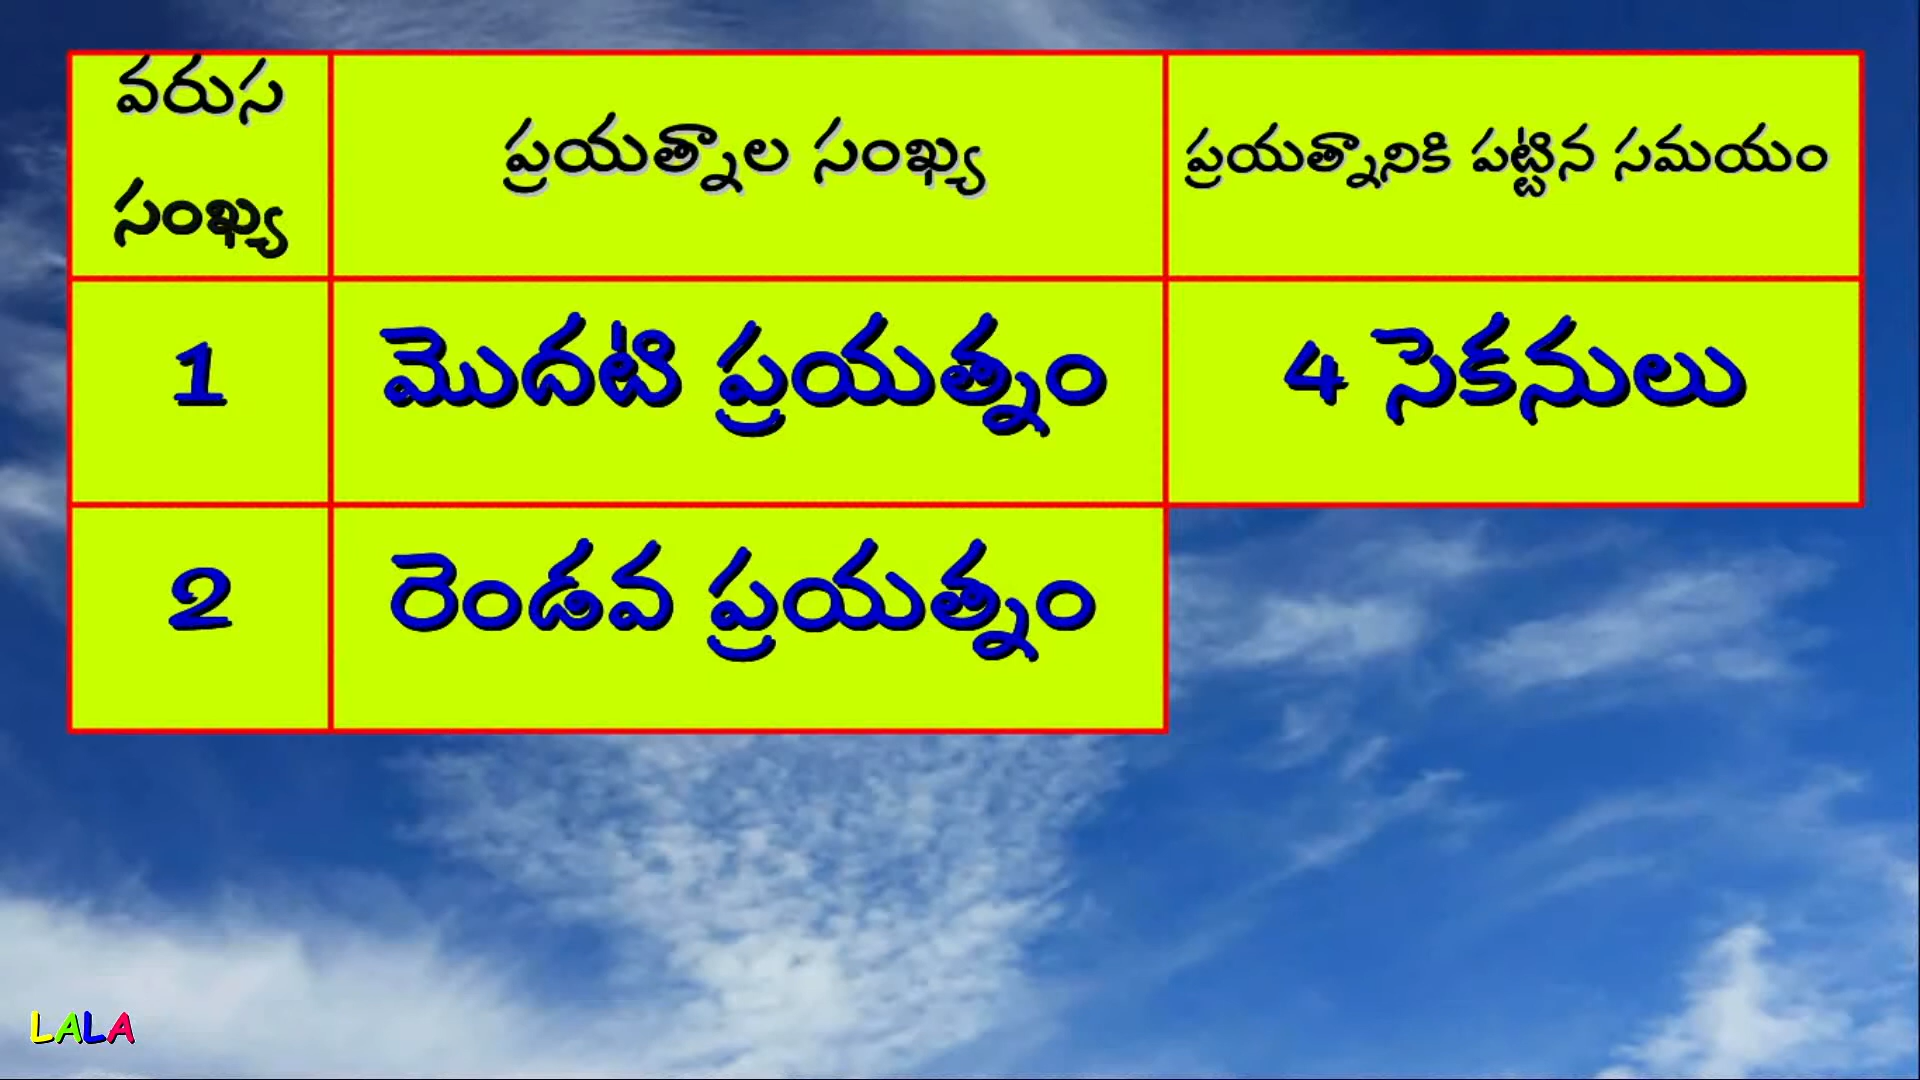 వరుస
సంఖ్య
ప్రయత్నాల సంఖ్య
ప్రయత్నానికి పట్టిన సమయం
1
మొదటి ప్రయత్నం
4 సెకనులు
2
రెండవ ప్రయత్నం
LALA